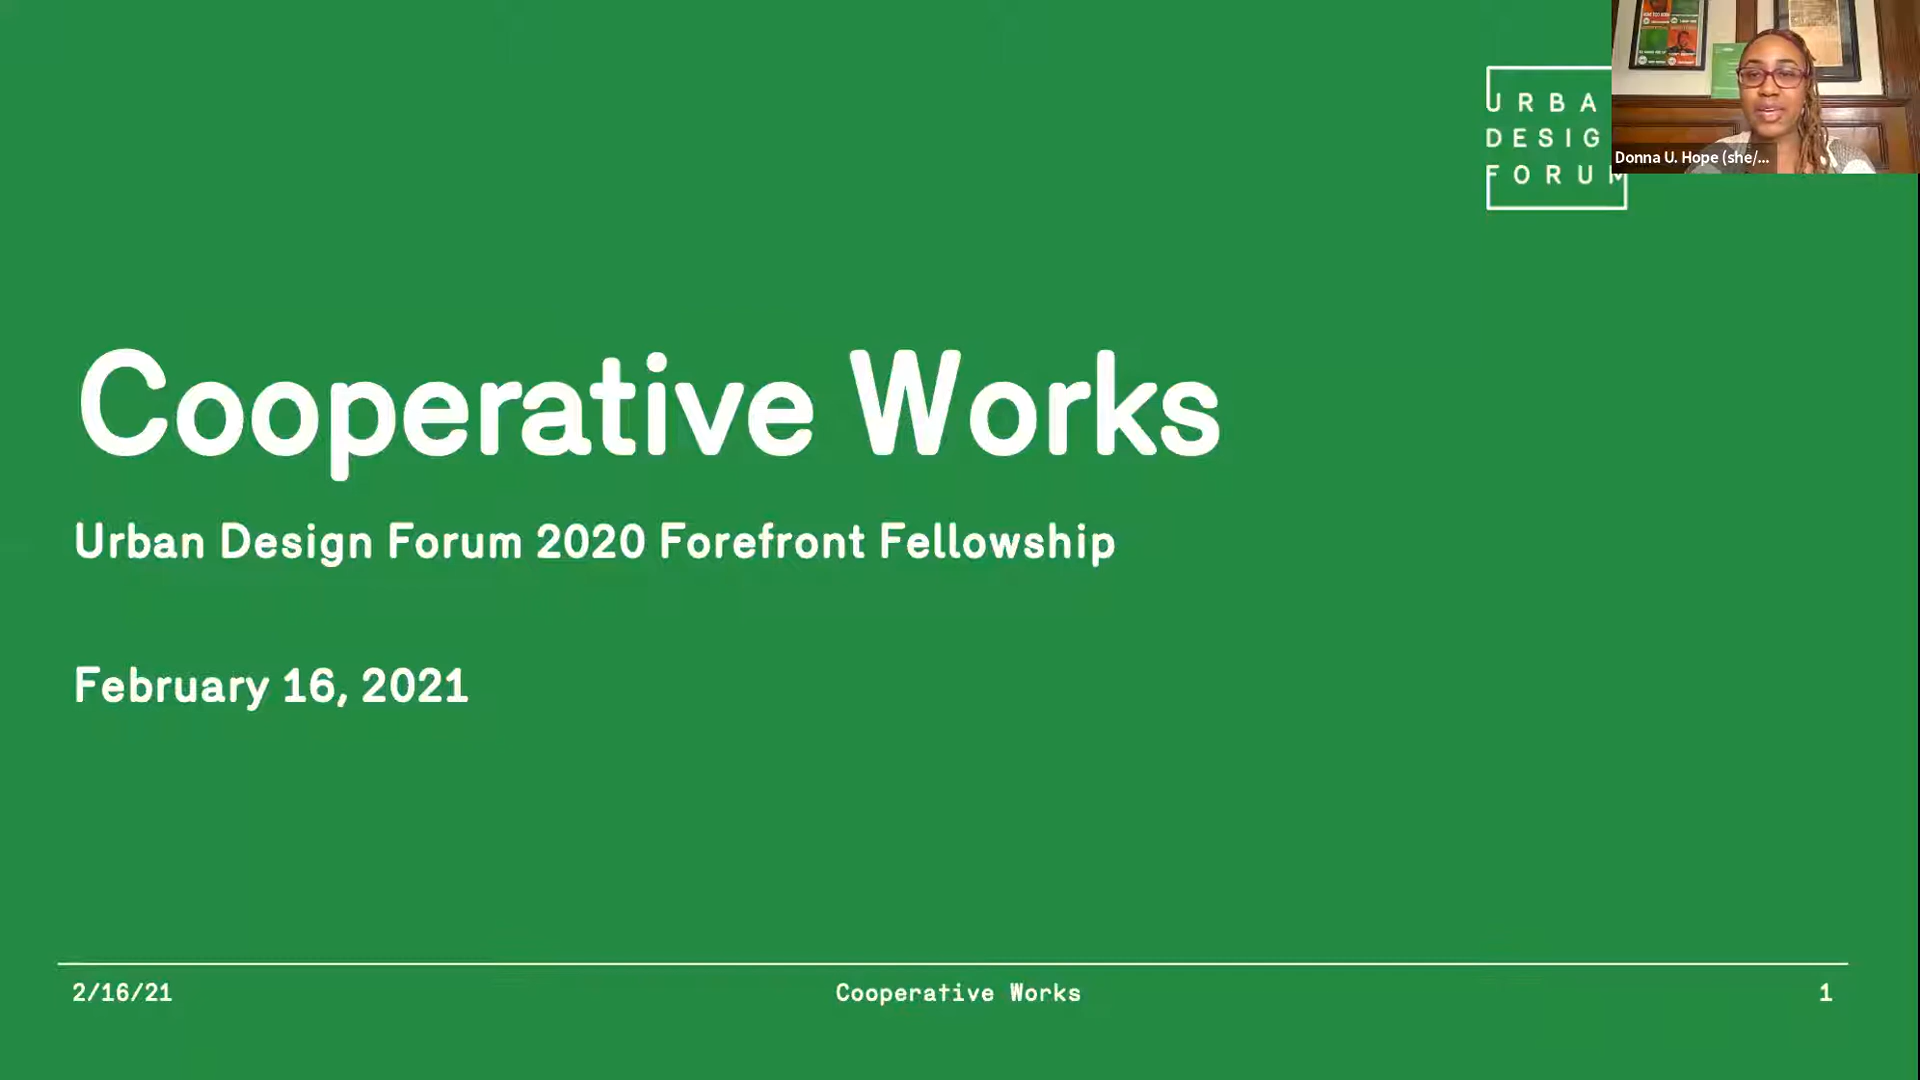 URBA
DESIG
FORUM
Donna U. Hope (she/...
Cooperative Works
Urban Design Forum 2020 Forefront Fellowship
February 16, 2021
2/16/21
Cooperative Works
1